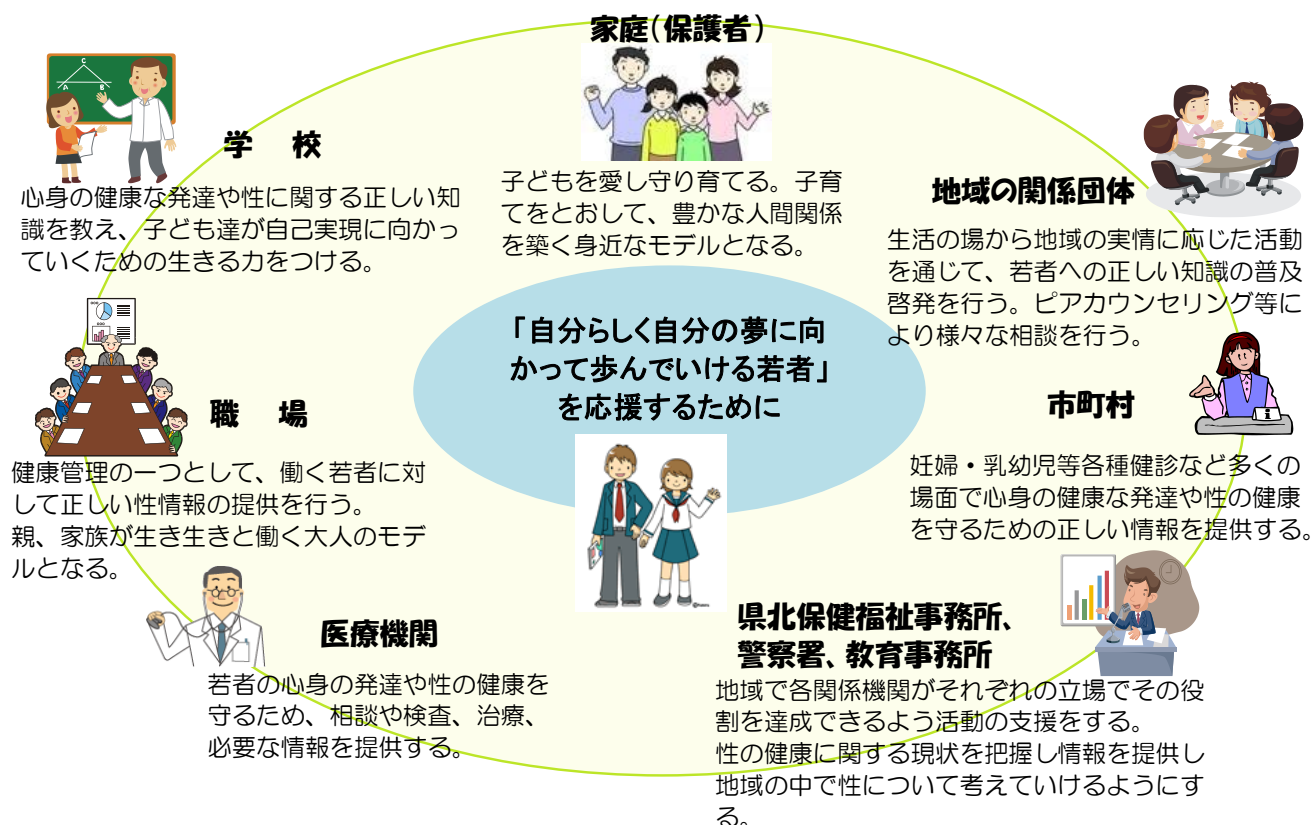 家庭(保護者)
子どもを愛し守り育てる。子育
てをとおして、豊かな人間関係
を築く身近なモデルとなる。
学 校
心身の健康な発達や性に関する正しい知
識を教え、子ども達が自己実現に向かっ
ていくための生きる力をつける。
地域の関係団体
生活の場から地域の実情に応じた活動
を通じて、若者への正しい知識の普及
啓発を行う。ピアカウンセリング等に
より様々な相談を行う。
「自分らしく自分の夢に向
かって歩んでいける若者」
を応援するために
職 場
健康管理の一つとして、働く若者に対
して正しい性情報の提供を行う。
親、家族が生き生きと働く大人のモデ
ルとなる。
市町村
妊婦・乳幼児等各種健診など多くの
場面で心身の健康な発達や性の健康
を守るための正しい情報を提供する。
医療機関
若者の心身の発達や性の健康を
守るため、相談や検査、治療、
必要な情報を提供する。
県北保健福祉事務所、
警察署、教育事務所
地域で各関係機関がそれぞれの立場でその役
割を達成できるよう活動の支援をする。
性の健康に関する現状を把握し情報を提供し
地域の中で性について考えていけるようにす
る。
C
A
B
i